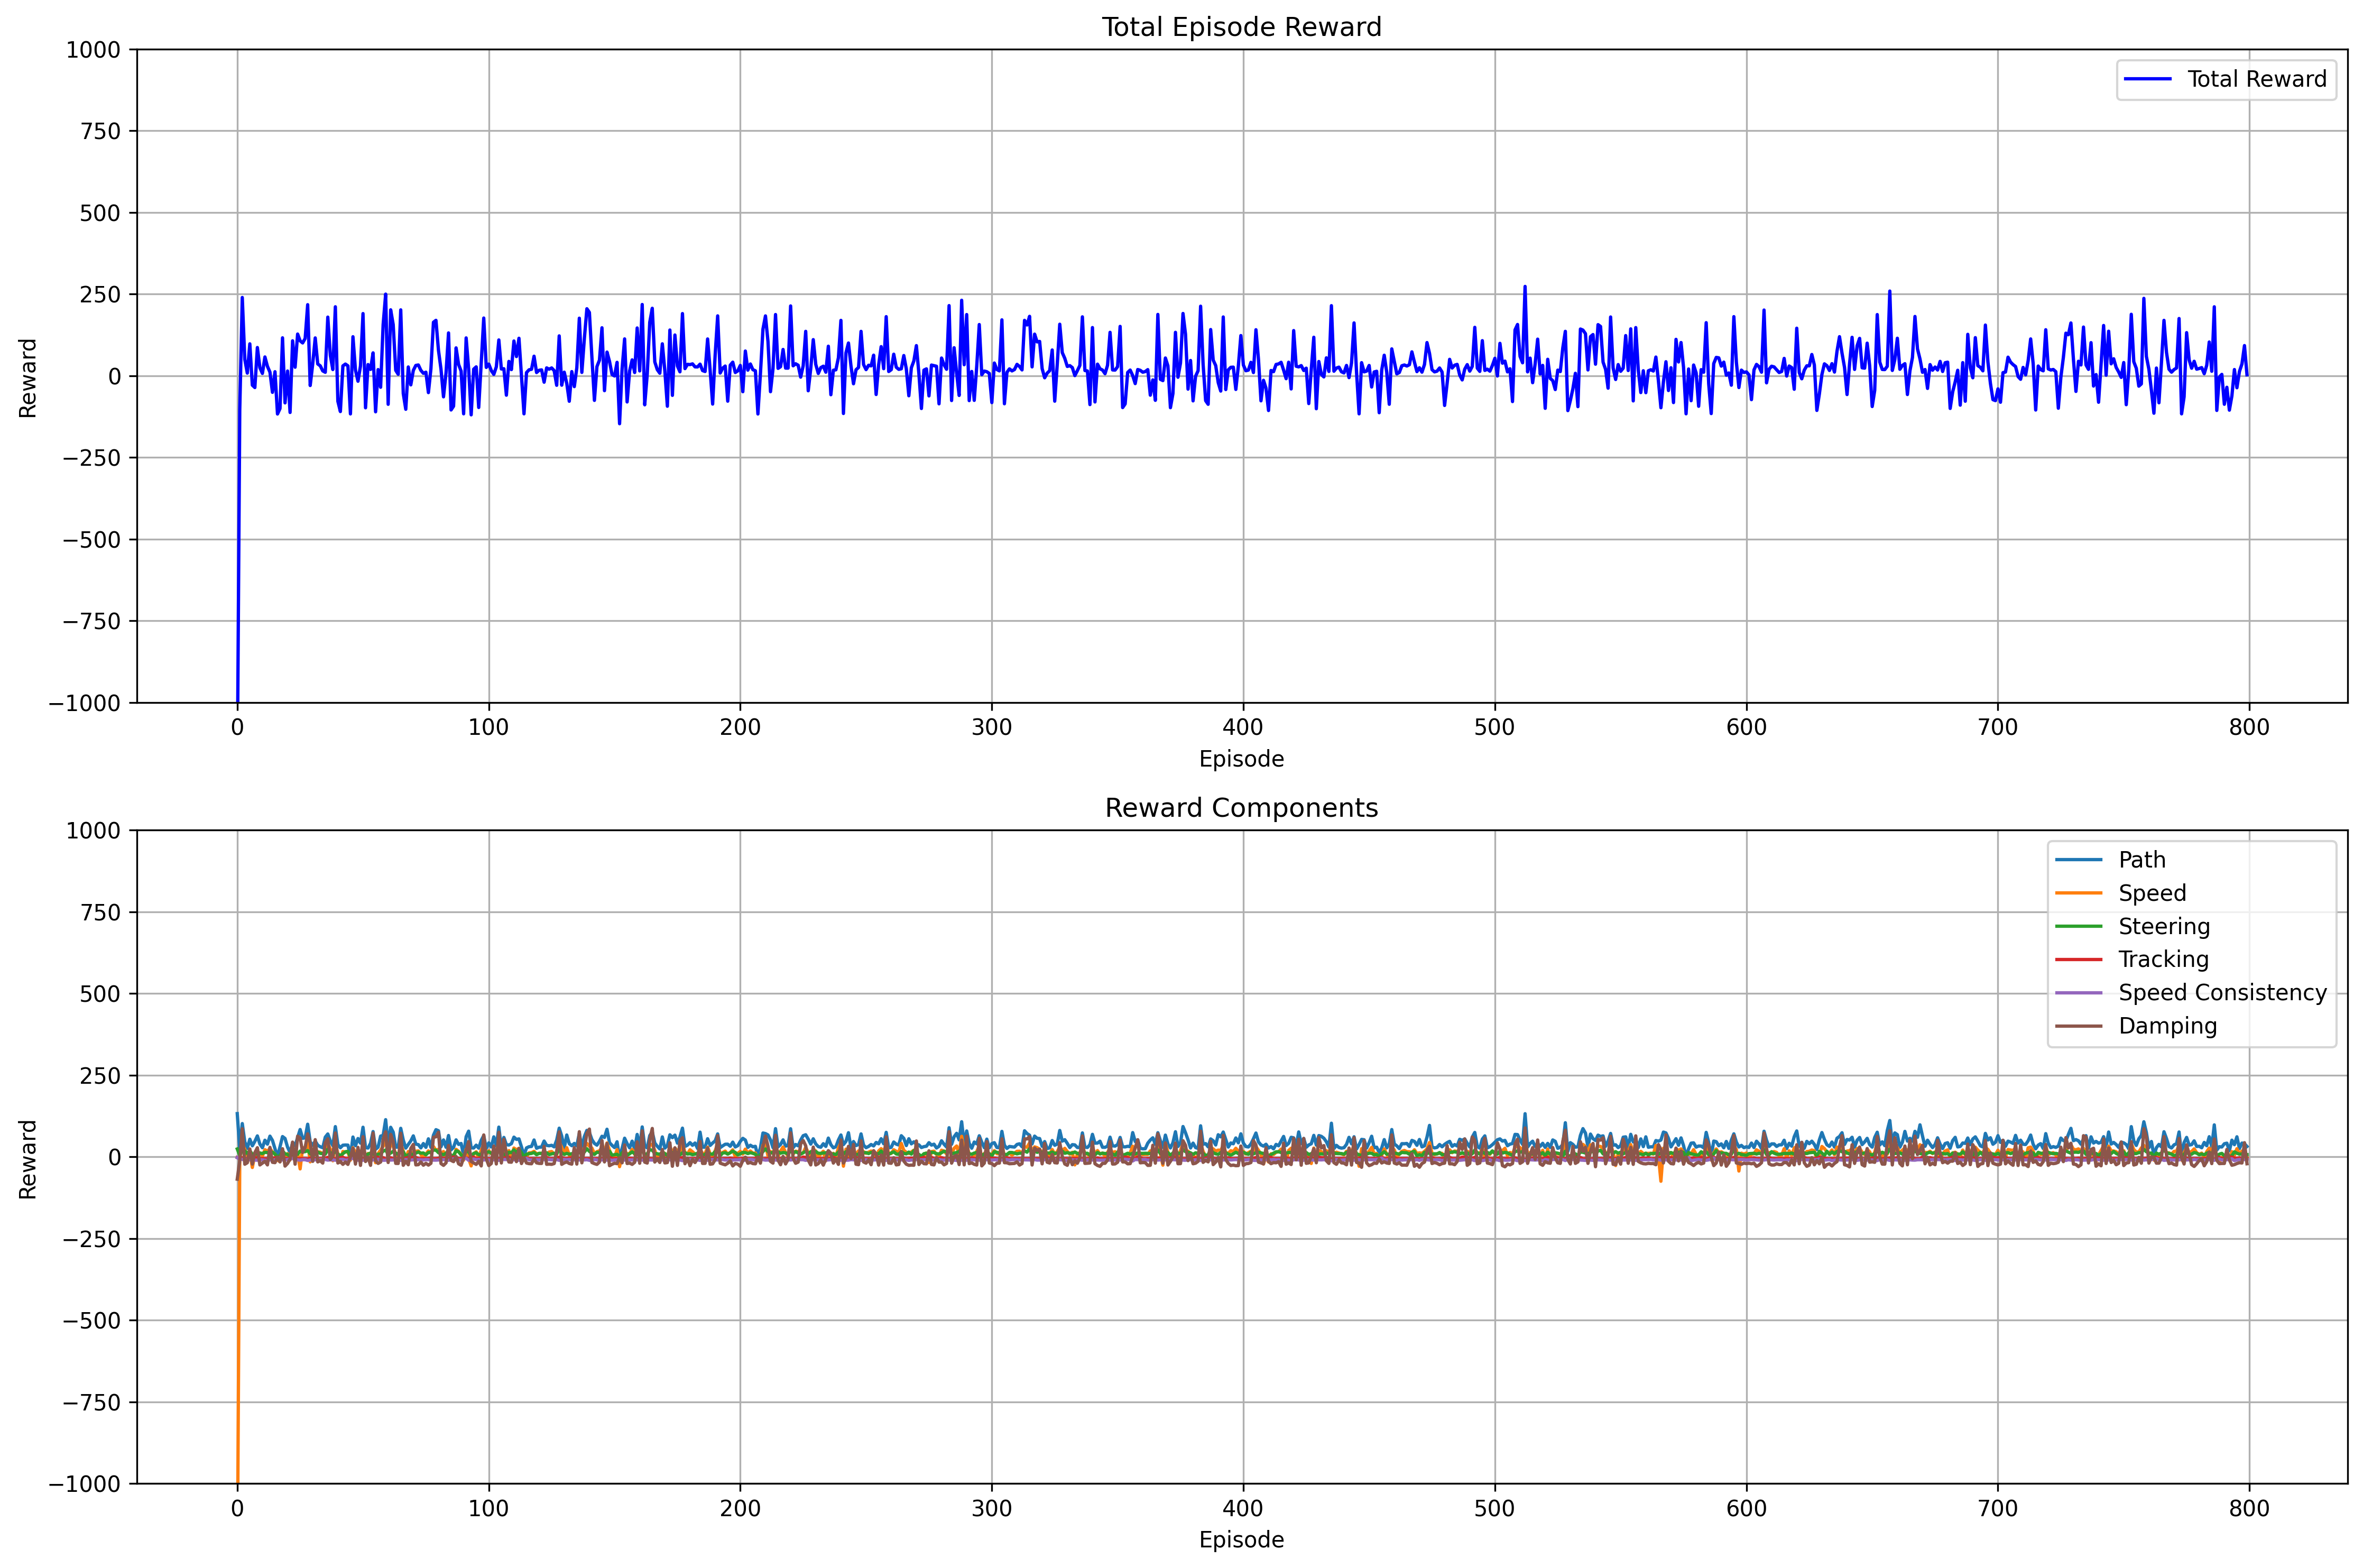 Total Episode Reward
1000
750
500
250
0
−250
−500
−750
−1000
Reward
Total Reward
0 100 200 300 400 500 600 700 800
Episode
Reward Components
1000
750
500
250
0
−250
−500
−750
−1000
Reward
Path
Speed
Steering
Tracking
Speed Consistency
Damping
0 100 200 300 400 500 600 700 800
Episode